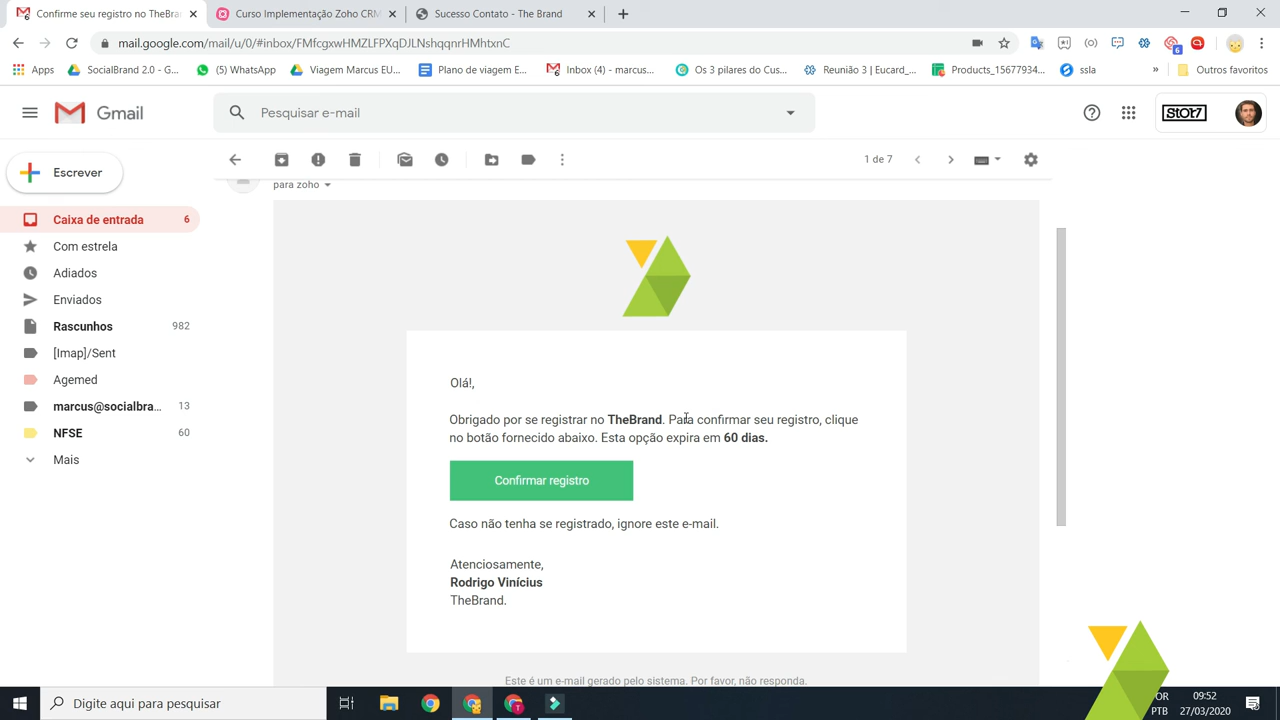 Confirme seu registro no TheBra
Curso Implementação Zoho CRM
Sucesso Contato - The Brand
mail.google.com/mail/u/0/#inbox/FMfcgxwHMZLFPXqDJLNshqqnrHMhtxnC
6
Apps
SocialBrand 2.0 - G...
(5) WhatsApp
Viagem Marcus EU...
Plano de viagem E...
Inbox (4) - marcus...
Os 3 pilares do Cus...
Reunião 3 | Eucard_...
Products_15677934...
ssla
»
Outros favoritos
Gmail
Pesquisar e-mail
Stor7
Escrever
1 de 7
para zoho
Caixa de entrada 6
Com estrela
Adiados
Enviados
Rascunhos 982
[Imap]/Sent
Agemed
marcus@socialbra... 13
NFSE 60
Mais
Olá!,
Obrigado por se registrar no TheBrand. Para confirmar seu registro, clique
no botão fornecido abaixo. Esta opção expira em 60 dias.
Confirmar registro
Caso não tenha se registrado, ignore este e-mail.
Atenciosamente,
Rodrigo Vinícius
TheBrand.
Este é um e-mail gerado pelo sistema. Por favor, não responda.
Digite aqui para pesquisar
OR
PTB
09:52
27/03/2020